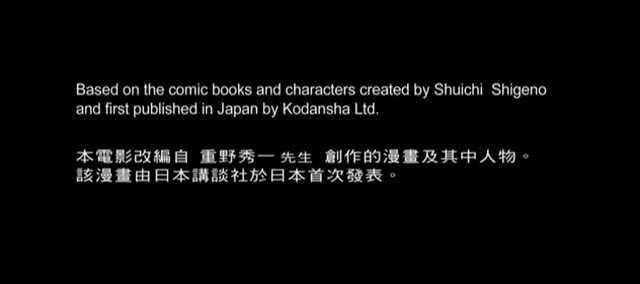 Based on the comic books and characters created by Shuichi Shigeno
and first published in Japan by Kodansha Ltd.
本電影改編自 重野秀一 先生 創作的漫畫及其中人物。
該漫畫由日本講談社於日本首次發表。